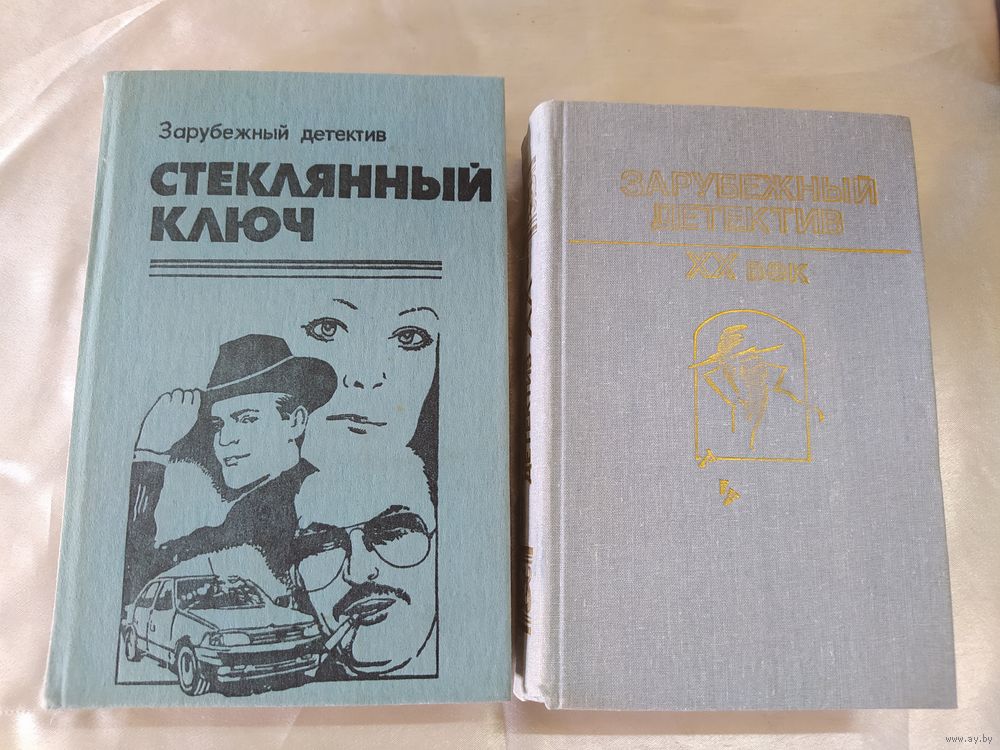 Зарубежный детектив
СТЕКЛЯННЫЙ
КЛЮЧ
ЗАРУБЕЖНЫЙ
ДЕТЕКТИВ
XX век
www.ay.by